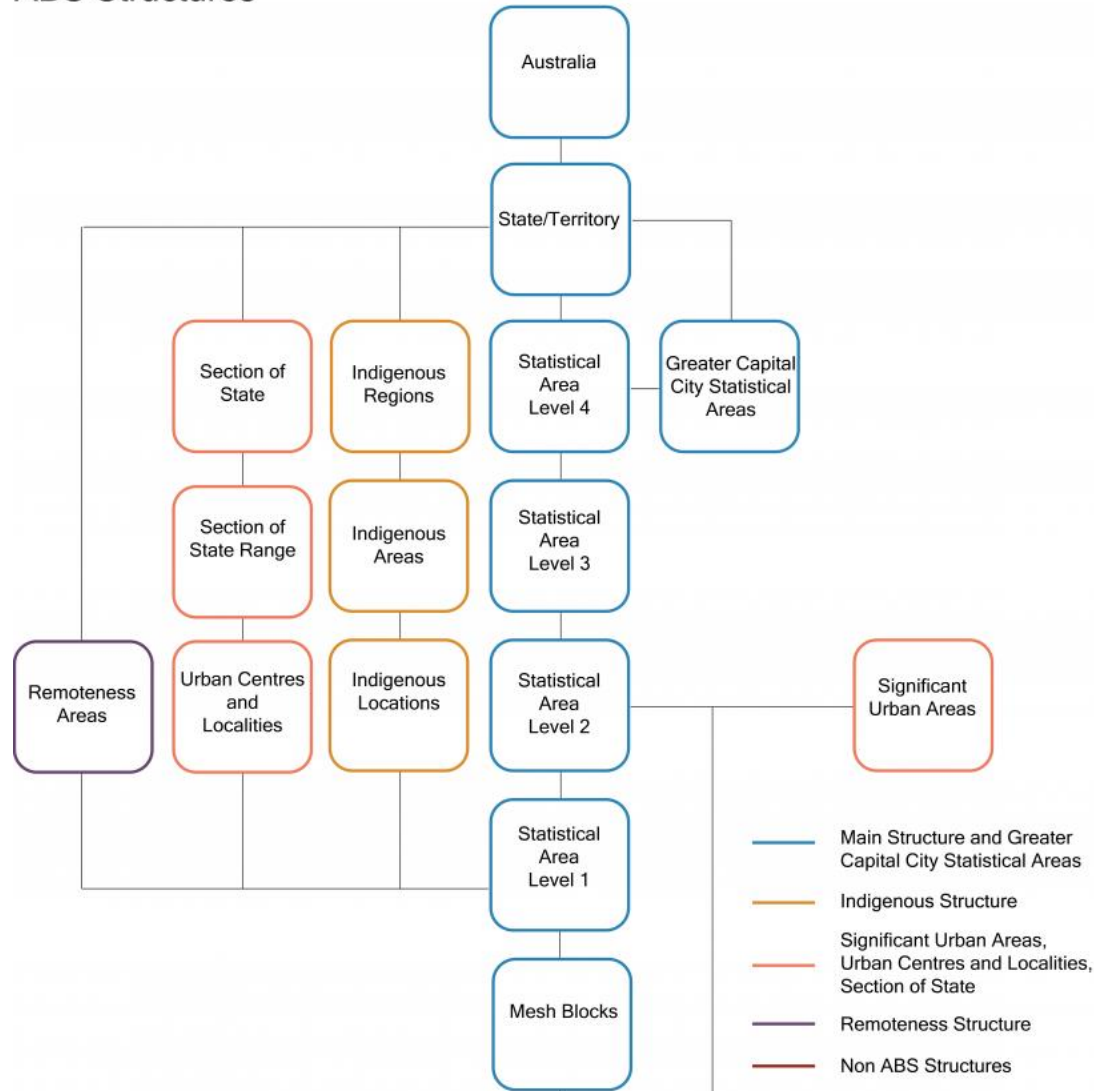 ABS Structures
Australia
State/Territory
Section of
State
Indigenous
Regions
Statistical
Area
Level 4
Greater Capital
City Statistical
Areas
Section of
State Range
Indigenous
Areas
Statistical
Area
Level 3
Remoteness
Areas
Urban Centres
and
Localities
Indigenous
Locations
Statistical
Area
Level 2
Significant
Urban Areas
Statistical
Area
Level 1
Mesh Blocks
Main Structure and Greater
Capital City Statistical Areas
Indigenous Structure
Significant Urban Areas,
Urban Centres and Localities,
Section of State
Remoteness Structure
Non ABS Structures